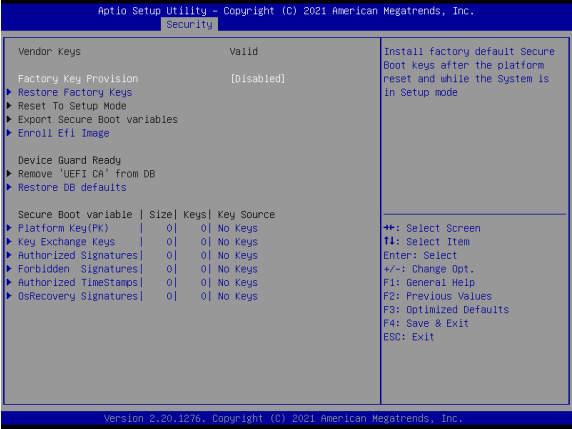 Aptio Setup Utility – Copyright (C) 2021 American Megatrends, Inc.
Security
Vendor Keys Valid
Factory Key Provision [Disabled]
Restore Factory Keys
Reset To Setup Mode
Export Secure Boot variables
Enroll Efi Image
Device Guard Ready
Remove 'UEFI CA' from DB
Restore DB defaults
Secure Boot variable | Size| Keys| Key Source
Platform Key(PK) | 0| 0| No Keys
Key Exchange Keys | 0| 0| No Keys
Authorized Signatures| 0| 0| No Keys
Forbidden Signatures| 0| 0| No Keys
Authorized TimeStamps| 0| 0| No Keys
OsRecovery Signatures| 0| 0| No Keys
Install factory default Secure
Boot keys after the platform
reset and while the System is
in Setup mode
→←: Select Screen
↑↓: Select Item
Enter: Select
+/-: Change Opt.
F1: General Help
F2: Previous Values
F3: Optimized Defaults
F4: Save & Exit
ESC: Exit
Version 2.20.1276. Copyright (C) 2021 American Megatrends, Inc.